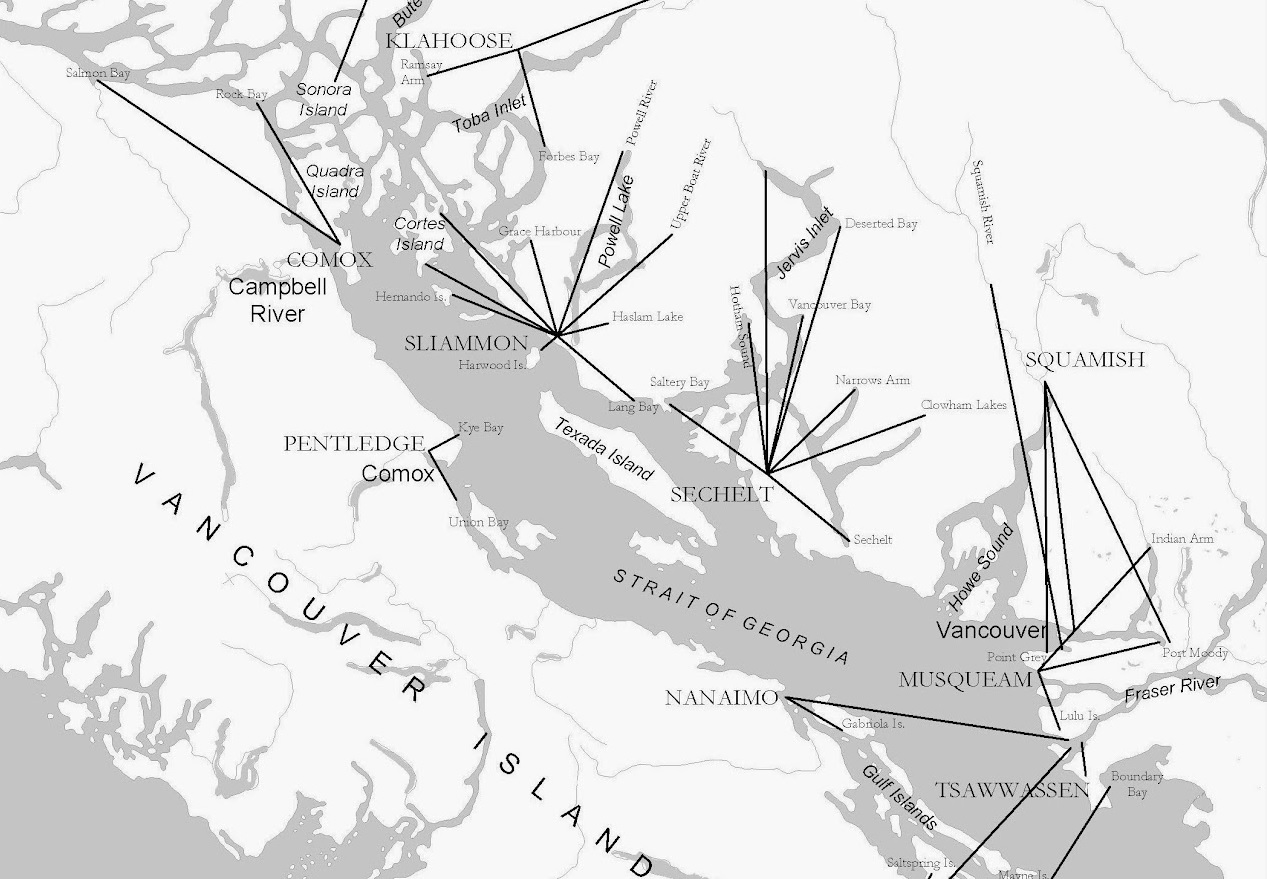 Bute
KLAHOOSE
Ramsay
Arm
Salmon Bay
Rock Bay
Sonora
Island
Toba Inlet
Forbes Bay
Powell River
Upper Boat River
Squamish River
Quadra
Island
Powell Lake
Cortes
Island
Grace Harbour
Jervis Inlet
Deserted Bay
COMOX
Campbell
River
Hernando Is.
Hotham Sound
Vancouver Bay
Haslam Lake
SLIAMMON
Harwood Is.
SQUAMISH
Saltery Bay
Narrows Arm
Lang Bay
Clowham Lakes
Kye Bay
PENTLEDGE
Comox
Texada Island
SECHELT
Union Bay
Sechelt
Indian Arm
Howe Sound
VANCOUVER ISLAND
STRAIT OF GEORGIA
Vancouver
Point Grey
Port Moody
MUSQUEAM
Fraser River
NANAIMO
Gabriola Is.
Lulu Is.
Gulf Islands
TSAWWASSEN
Boundary
Bay
Saltspring Is.
Mayne Is.